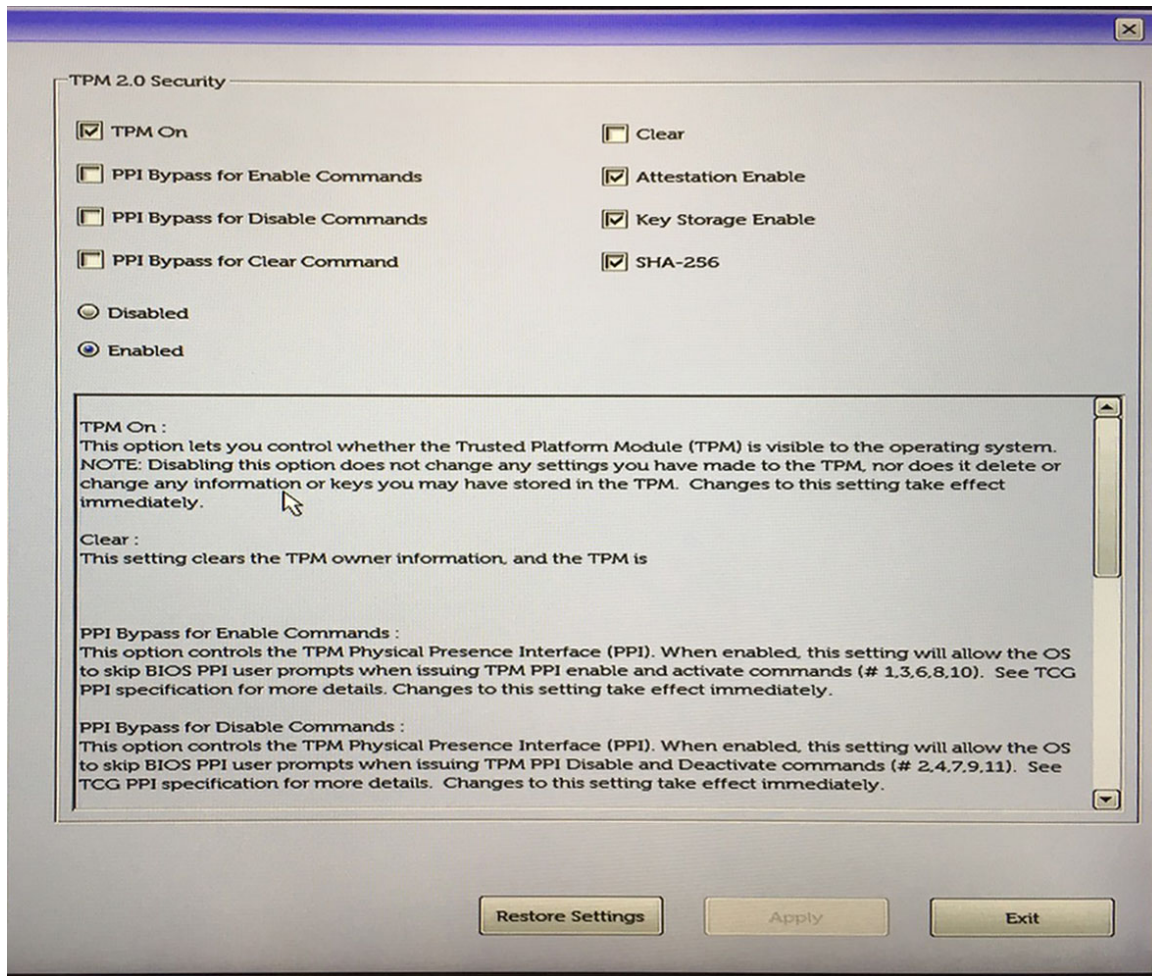 TPM 2.0 Security
TPM On
Clear
PPI Bypass for Enable Commands
Attestation Enable
PPI Bypass for Disable Commands
Key Storage Enable
PPI Bypass for Clear Command
SHA-256
Disabled
Enabled
TPM On :
This option lets you control whether the Trusted Platform Module (TPM) is visible to the operating system.
NOTE: Disabling this option does not change any settings you have made to the TPM, nor does it delete or
change any information or keys you may have stored in the TPM. Changes to this setting take effect
immediately.
Clear :
This setting clears the TPM owner information, and the TPM is
PPI Bypass for Enable Commands :
This option controls the TPM Physical Presence Interface (PPI). When enabled, this setting will allow the OS
to skip BIOS PPI user prompts when issuing TPM PPI enable and activate commands (# 1,3,6,8,10). See TCG
PPI specification for more details. Changes to this setting take effect immediately.
PPI Bypass for Disable Commands :
This option controls the TPM Physical Presence Interface (PPI). When enabled, this setting will allow the OS
to skip BIOS PPI user prompts when issuing TPM PPI Disable and Deactivate commands (# 2,4,7,9,11). See
TCG PPI specification for more details. Changes to this setting take effect immediately.
Restore Settings
Apply
Exit